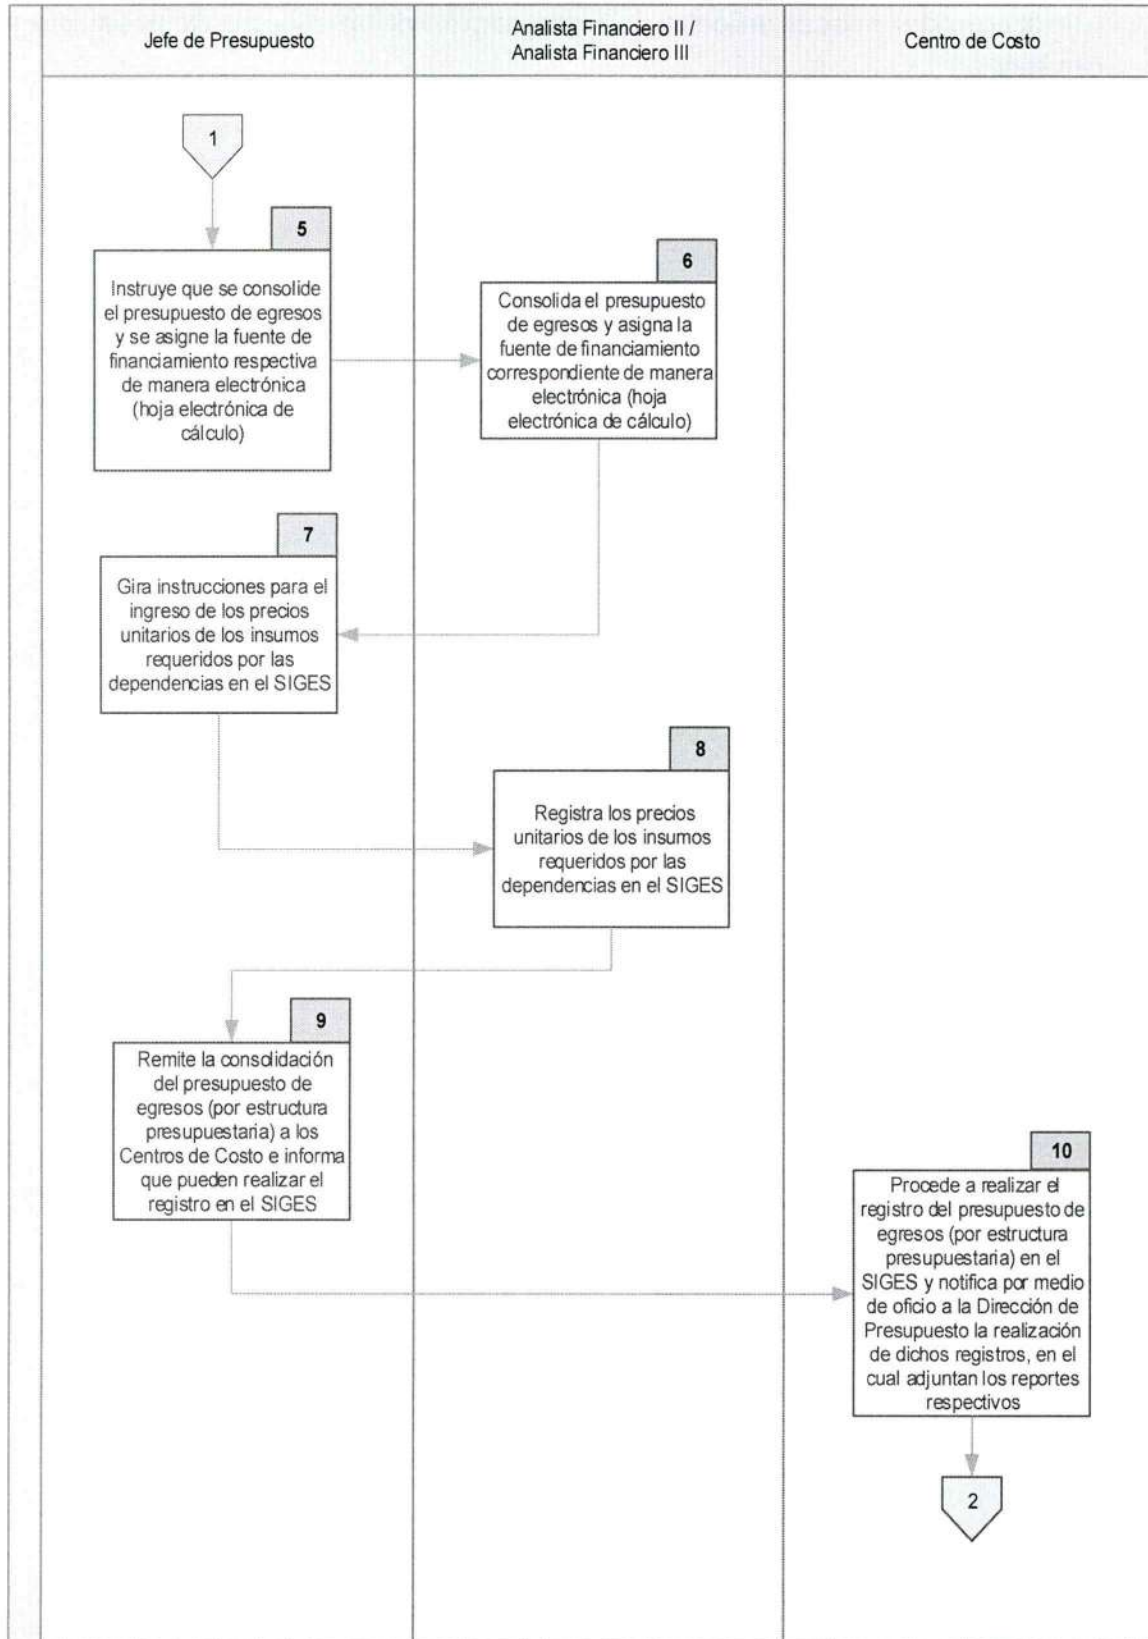 Jefe de Presupuesto
Analista Financiero II /
Analista Financiero III
Centro de Costo
1
5
Instruye que se consolide
el presupuesto de egresos
y se asigne la fuente de
financiamiento respectiva
de manera electrónica
(hoja electrónica de
cálculo)
6
Consolida el presupuesto
de egresos y asigna la
fuente de financiamiento
correspondiente de manera
electrónica (hoja
electrónica de cálculo)
7
Gira instrucciones para el
ingreso de los precios
unitarios de los insumos
requeridos por las
dependencias en el SIGES
8
Registra los precios
unitarios de los insumos
requeridos por las
dependencias en el SIGES
9
Remite la consolidación
del presupuesto de
egresos (por estructura
presupuestaria) a los
Centros de Costo e informa
que pueden realizar el
registro en el SIGES
10
Procede a realizar el
registro del presupuesto de
egresos (por estructura
presupuestaria) en el
SIGES y notifica por medio
de oficio a la Dirección de
Presupuesto la realización
de dichos registros, en el
cual adjuntan los reportes
respectivos
2